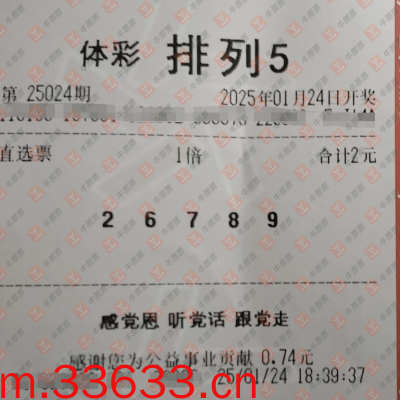 体彩 排列5
第 25024期 2025年01月24日开奖
直选票 1倍 合计2元
2 6 7 8 9
感党恩 听党话 跟党走
感谢您为公益事业贡献 0.74元
m.33633.cn 25/01/24 18:39:37